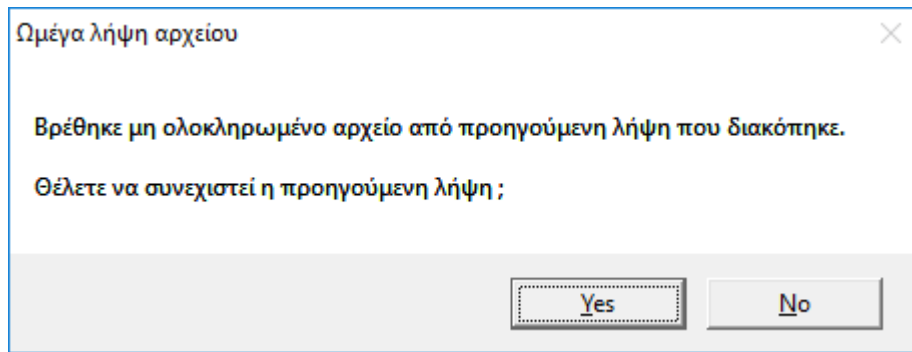 Ωμέγα λήψη αρχείου
Βρέθηκε μη ολοκληρωμένο αρχείο από προηγούμενη λήψη που διακόπηκε.
Θέλετε να συνεχιστεί η προηγούμενη λήψη ;
Yes
No